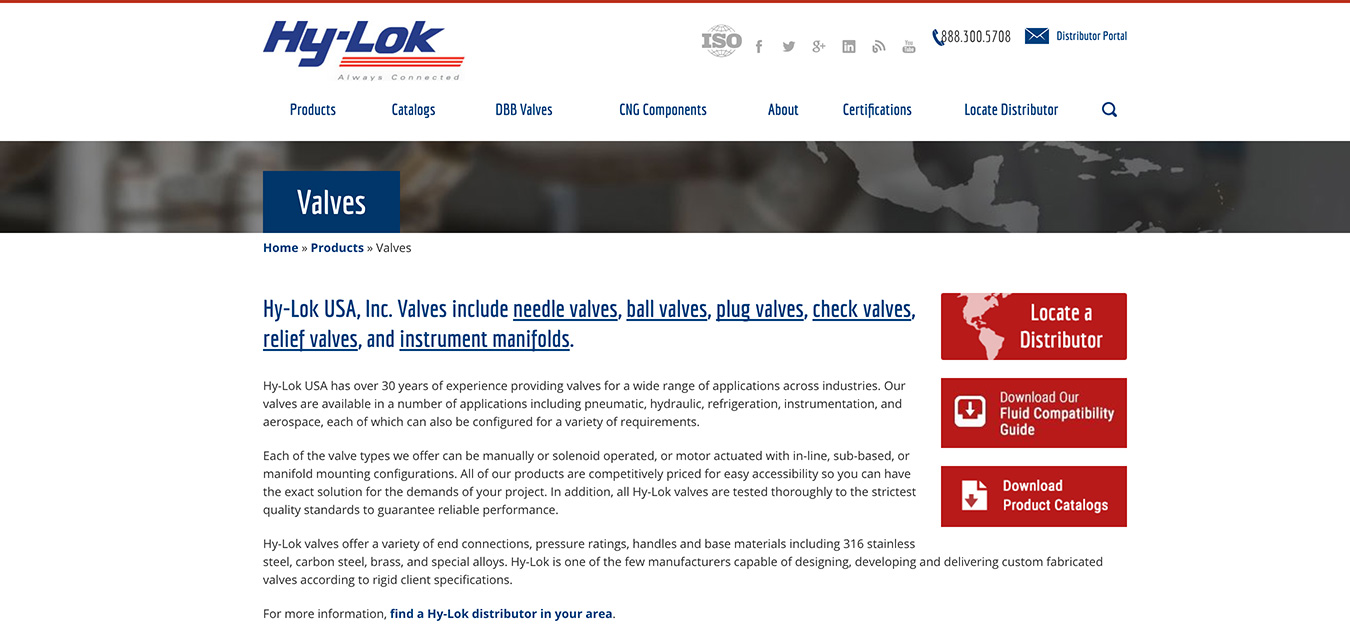 Hy-Lok
Always Connected
ISO
888.300.5708
Distributor Portal
Products Catalogs DBB Valves CNG Components About Certifications Locate Distributor
Valves
Home » Products » Valves
Hy-Lok USA, Inc. Valves include needle valves, ball valves, plug valves, check valves,
relief valves, and instrument manifolds.
Hy-Lok USA has over 30 years of experience providing valves for a wide range of applications across industries. Our
valves are available in a number of applications including pneumatic, hydraulic, refrigeration, instrumentation, and
aerospace, each of which can also be configured for a variety of requirements.
Each of the valve types we offer can be manually or solenoid operated, or motor actuated with in-line, sub-based, or
manifold mounting configurations. All of our products are competitively priced for easy accessibility so you can have
the exact solution for the demands of your project. In addition, all Hy-Lok valves are tested thoroughly to the strictest
quality standards to guarantee reliable performance.
Hy-Lok valves offer a variety of end connections, pressure ratings, handles and base materials including 316 stainless
steel, carbon steel, brass, and special alloys. Hy-Lok is one of the few manufacturers capable of designing, developing and delivering custom fabricated
valves according to rigid client specifications.
For more information, find a Hy-Lok distributor in your area.
Locate a
Distributor
Download Our
Fluid Compatibility
Guide
Download
Product Catalogs